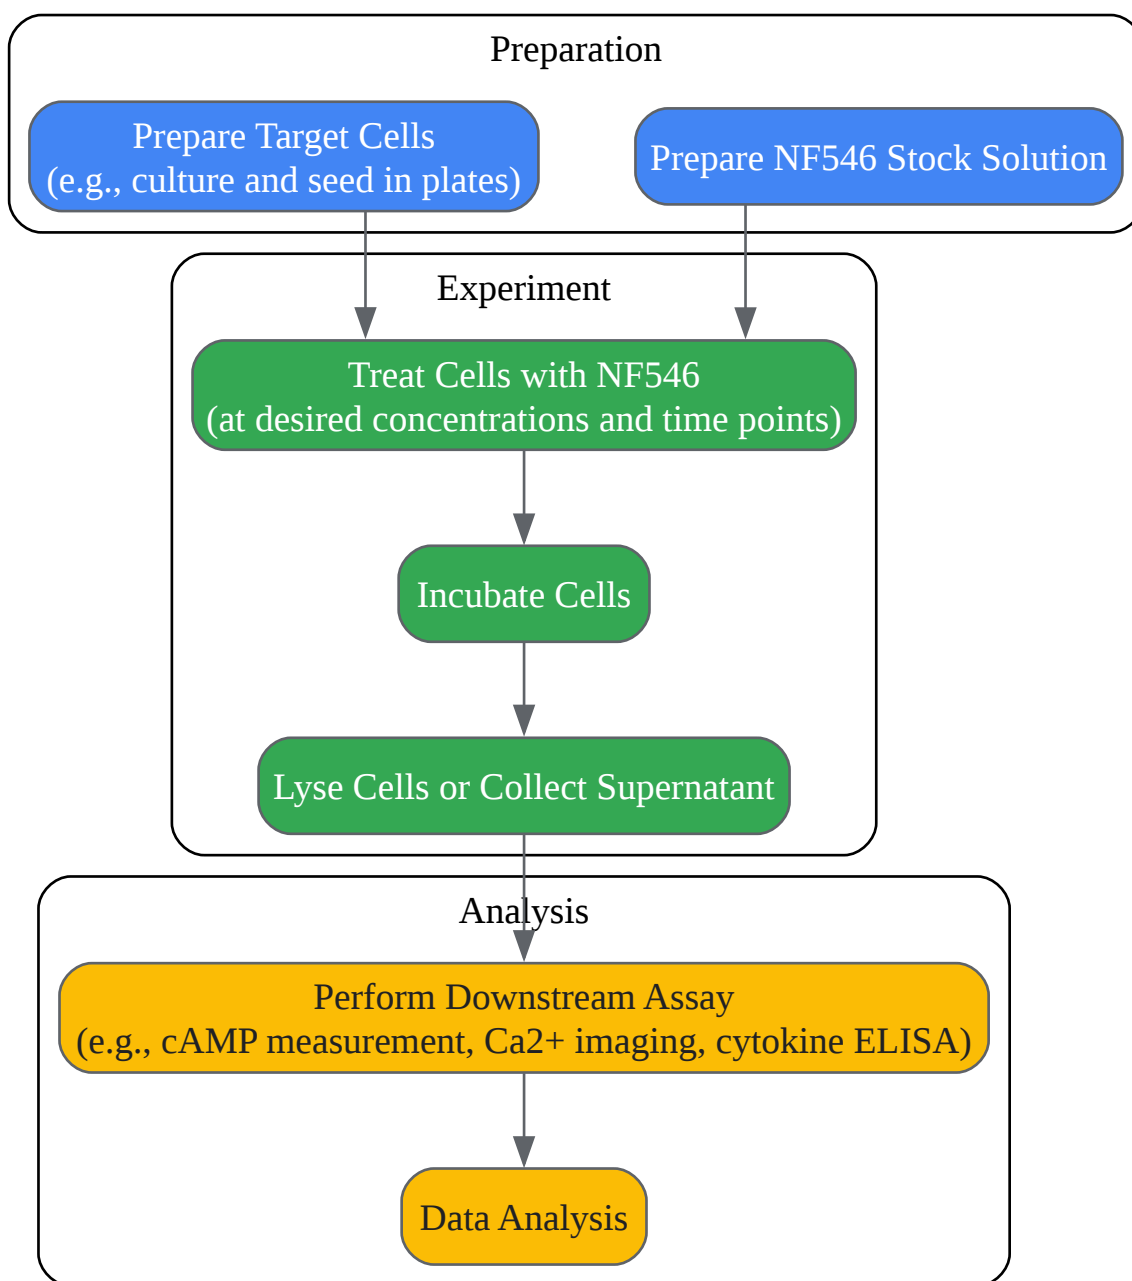 Preparation
Prepare Target Cells
(e.g., culture and seed in plates)
Prepare NF546 Stock Solution
Experiment
Treat Cells with NF546
(at desired concentrations and time points)
Incubate Cells
Lyse Cells or Collect Supernatant
Analysis
Perform Downstream Assay
(e.g., cAMP measurement, Ca2+ imaging, cytokine ELISA)
Data Analysis